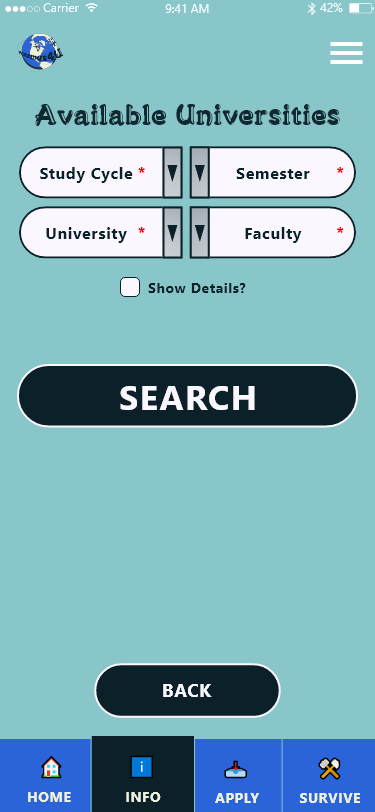 Carrier 9:41 AM 42%
Available Universities
Study Cycle * Semester *
University * Faculty *
Show Details?
SEARCH
BACK
HOME INFO APPLY SURVIVE